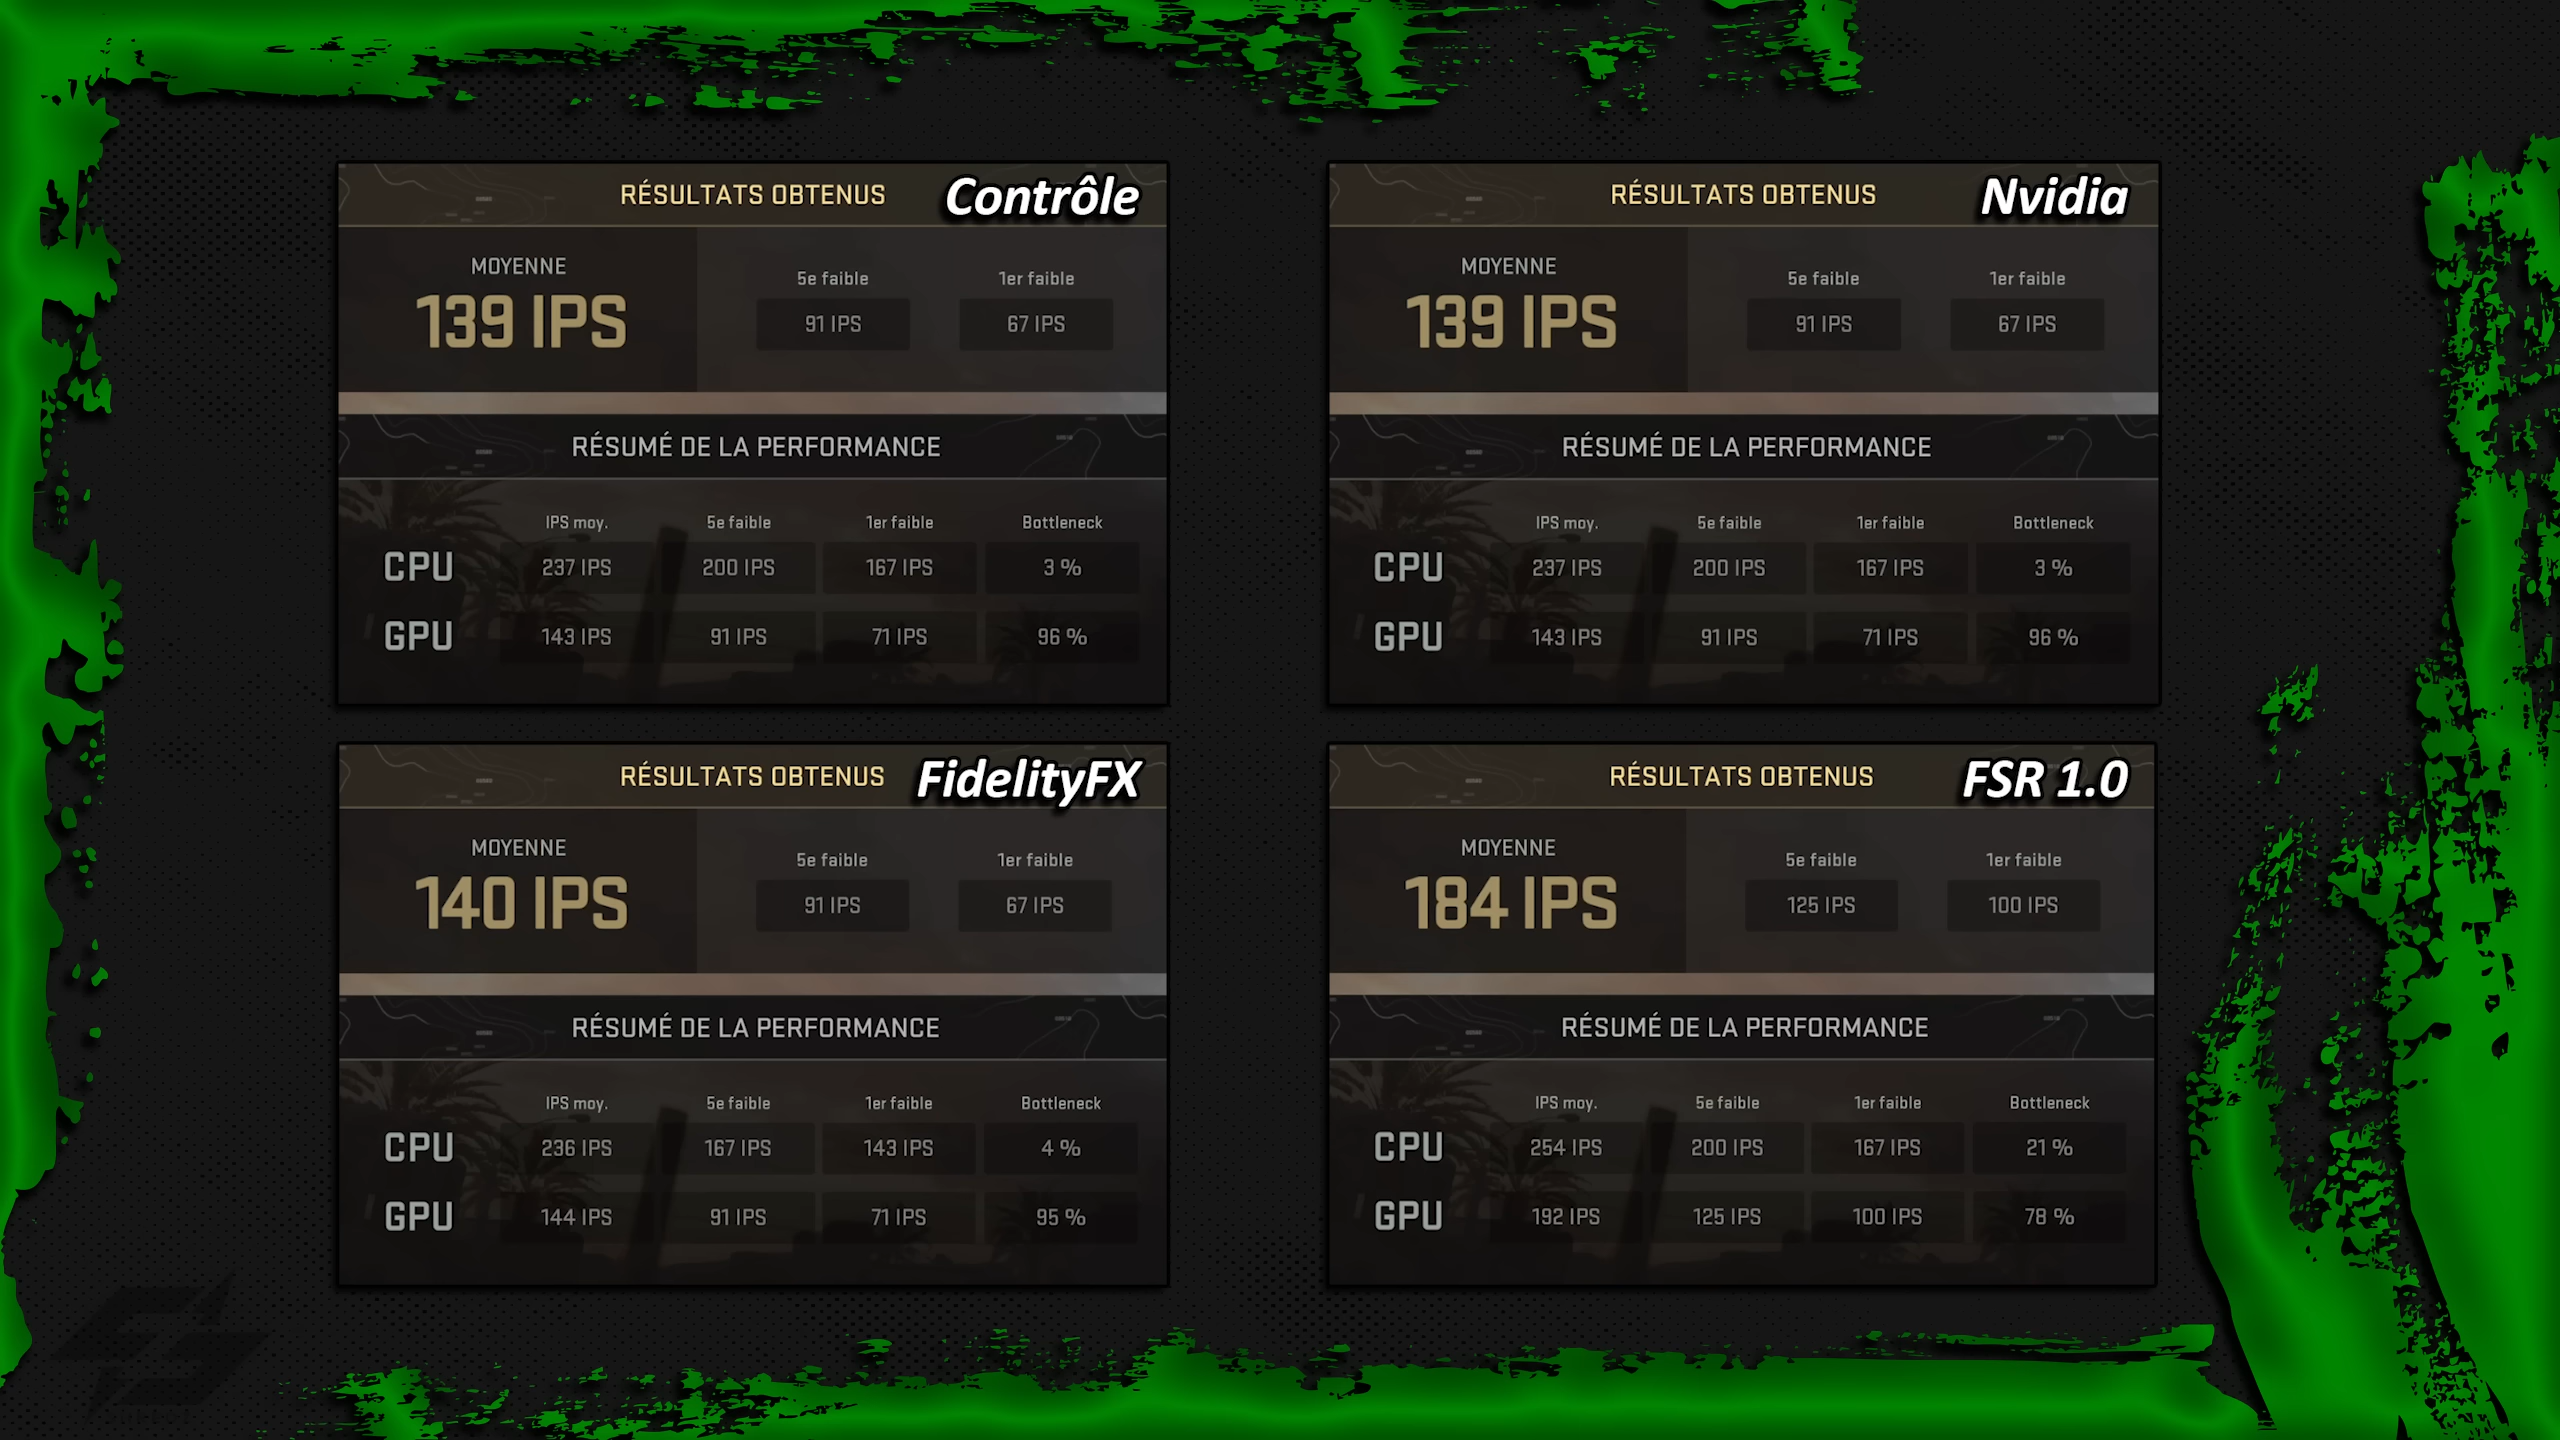 RÉSULTATS OBTENUS Contrôle
MOYENNE 5e faible 1er faible
139 IPS 91 IPS 67 IPS
RÉSUMÉ DE LA PERFORMANCE
IPS moy. 5e faible 1er faible Bottleneck
CPU 237 IPS 200 IPS 167 IPS 3 %
GPU 143 IPS 91 IPS 71 IPS 96 %
RÉSULTATS OBTENUS Nvidia
MOYENNE 5e faible 1er faible
139 IPS 91 IPS 67 IPS
RÉSUMÉ DE LA PERFORMANCE
IPS moy. 5e faible 1er faible Bottleneck
CPU 237 IPS 200 IPS 167 IPS 3 %
GPU 143 IPS 91 IPS 71 IPS 96 %
RÉSULTATS OBTENUS FidelityFX
MOYENNE 5e faible 1er faible
140 IPS 91 IPS 67 IPS
RÉSUMÉ DE LA PERFORMANCE
IPS moy. 5e faible 1er faible Bottleneck
CPU 236 IPS 167 IPS 143 IPS 4 %
GPU 144 IPS 91 IPS 71 IPS 95 %
RÉSULTATS OBTENUS FSR 1.0
MOYENNE 5e faible 1er faible
184 IPS 125 IPS 100 IPS
RÉSUMÉ DE LA PERFORMANCE
IPS moy. 5e faible 1er faible Bottleneck
CPU 254 IPS 200 IPS 167 IPS 21 %
GPU 192 IPS 125 IPS 100 IPS 78 %